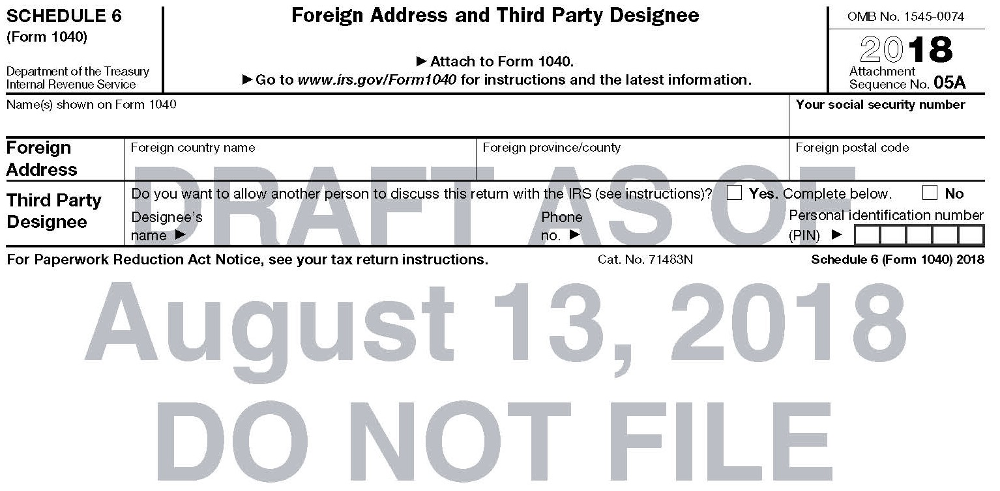 SCHEDULE 6
(Form 1040)
Department of the Treasury
Internal Revenue Service
Foreign Address and Third Party Designee
▶ Attach to Form 1040.
▶ Go to www.irs.gov/Form1040 for instructions and the latest information.
OMB No. 1545-0074
2018
Attachment
Sequence No. 05A
Name(s) shown on Form 1040
Your social security number
Foreign
Address
Foreign country name
Foreign province/county
Foreign postal code
Third Party
Designee
Do you want to allow another person to discuss this return with the IRS (see instructions)? Yes. Complete below. No
Designee's
name ▶
Phone
no. ▶
Personal identification number
(PIN) ▶
For Paperwork Reduction Act Notice, see your tax return instructions. Cat. No. 71483N Schedule 6 (Form 1040) 2018
DRAFT AS OF
August 13, 2018
DO NOT FILE